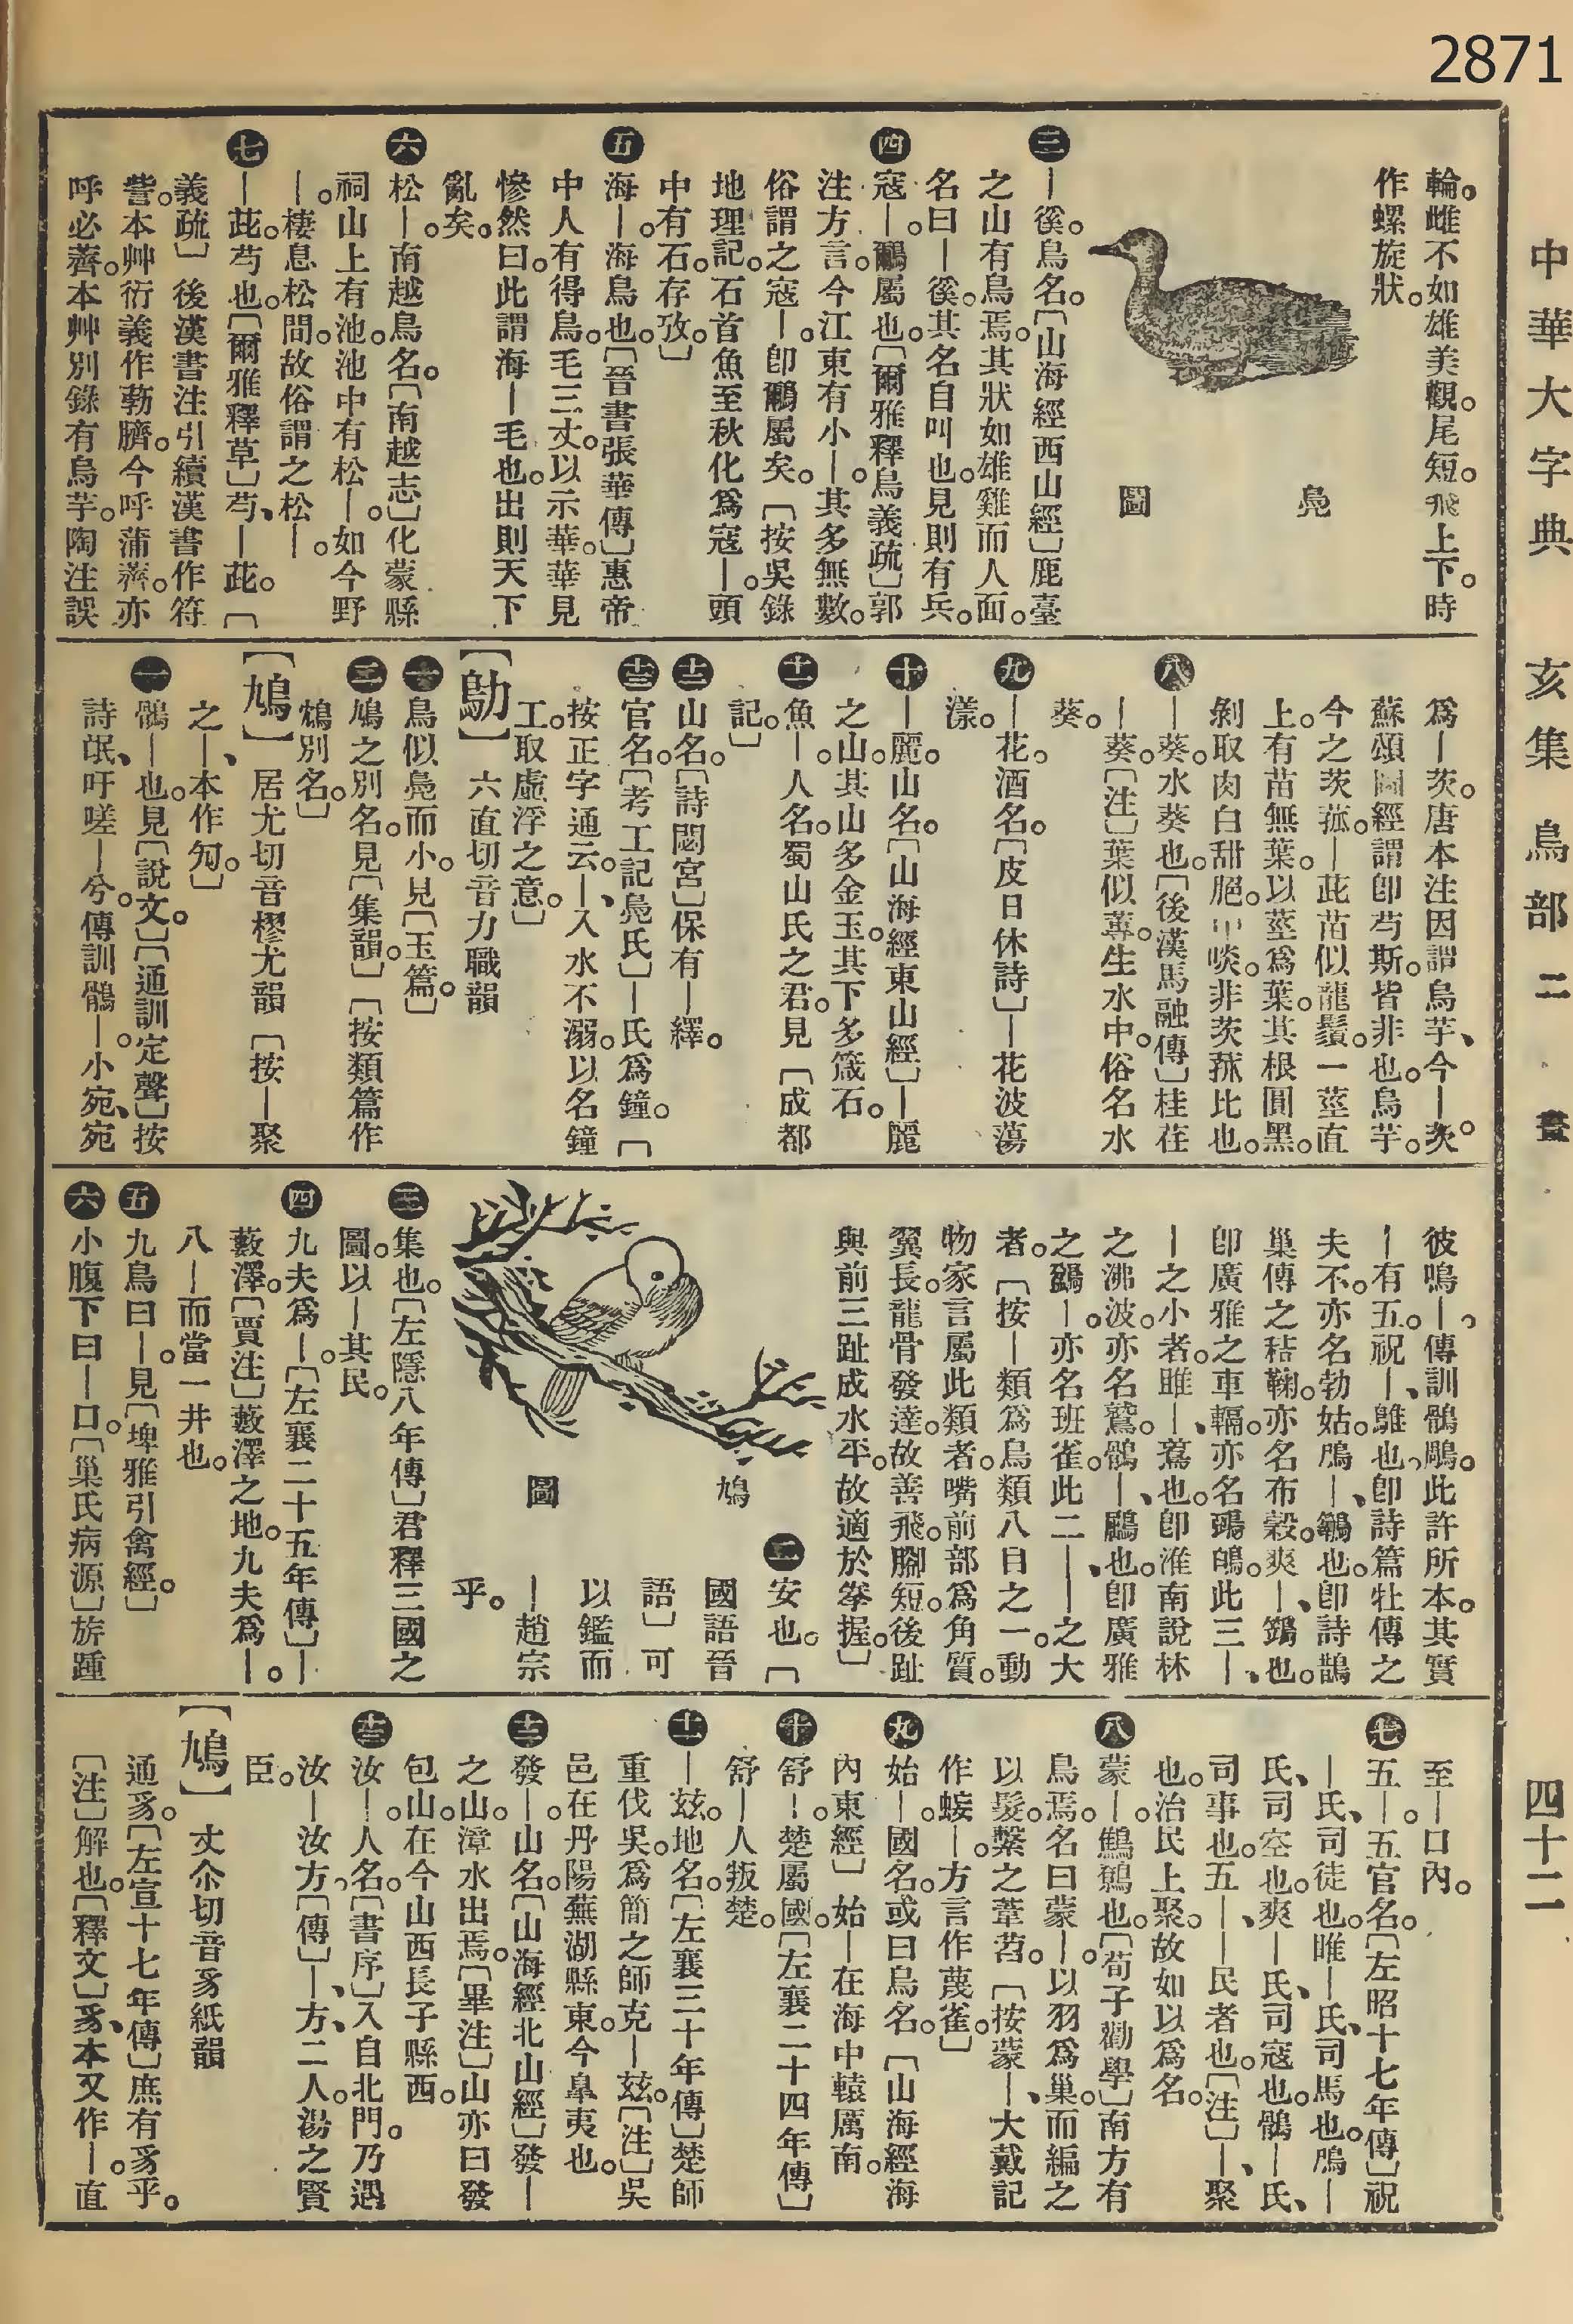 2871
中華大字典　亥集　鳥部　二　畫　四十二
輪。雌不如雄美觀。尾短。飛上下。時
作螺旋狀。
鳧
圖
三 ｜徯。鳥名。〔山海經西山經〕鹿臺
之山有鳥焉。其狀如雄雞而人面。
名曰｜徯。其名自叫也。見則有兵。
四 寇｜。鸍屬也。〔爾雅釋鳥義疏〕郭
注方言。今江東有小｜。其多無數。
俗謂之寇｜。卽鸍屬矣。〔按吳錄
地理記。石首魚至秋化爲寇｜。頭
中有石。存攷。〕
五 海｜。海鳥也。〔晉書張華傳〕惠帝
中人有得鳥。毛三丈。以示華。華見
慘然曰。此謂海｜毛也。出則天下
亂矣。
六 松｜。南越鳥名。〔南越志〕化蒙縣
祠山上有池。池中有松｜。如今野
｜。棲息松間。故俗謂之松｜。
七 ｜茈。芍也。〔爾雅釋草〕芍、｜茈。〔
義疏〕後漢書注引續漢書作符
訾。本艸衍義作葧臍。今呼蒲薺。亦
呼必薺。本艸別錄有烏芋。陶注誤
爲｜茨。唐本注因謂烏芋、今｜茨。
蘇頌圖經謂卽芍斯。皆非也。烏芋。
今之茨菰。｜茈苗似龍鬚。一莖直
上。有苗無葉。以莖爲葉。其根圓黑。
剝取肉白甜脃。中啖。非茨菰比也。
八 ｜葵。水葵也。〔後漢馬融傳〕桂荏
｜葵。〔注〕葉似蓴。生水中。俗名水
葵。
九 ｜花。酒名。〔皮日休詩〕｜花波蕩
漾。
十 ｜麗。山名。〔山海經東山經〕｜麗
之山。其山多金玉。其下多箴石。
十一 魚｜。人名。蜀山氏之君。見〔成都
記。〕
十二 山名。〔詩閟宮〕保有｜繹。
十三 官名。〔考工記鳧氏〕｜氏爲鐘。〔
按正字通云。｜、入水不溺。以名鐘
工。取虛浮之意。〕
〔鳨〕　六直切音力職韻
一 鳥似鳧而小。見〔玉篇。〕
二 鳩之別名。見〔集韻。〕〔按類篇作
鴆別名。〕
〔鳩〕　居尤切音樛尤韻　〔按｜聚
之｜、本作勼。〕
一 鶻｜也。見〔說文。〕〔通訓定聲〕按
詩氓、吁嗟｜兮。傳訓鶻｜。小宛、宛
彼鳴｜。傳訓鶻鵰。此許所本。其實
｜有五。祝｜、鵻也、卽詩篇牡傳之
夫不。亦名勃姑。鳲｜、鴶也。卽詩鵲
巢傳之秸鞠。亦名布穀。爽｜、鷂也。
卽廣雅之車輻。亦名鶂鴋。此三｜、
｜之小者。雎｜、鶩也。卽淮南說林
之沸波。亦名鷲。鶻｜、鷵也。卽廣雅
之鷂｜。亦名班雀。此二｜、｜之大
者。〔按｜類爲鳥類八目之一。動
物家言屬此類者。嘴前部爲角質。
翼長。龍骨發達。故善飛。腳短。後趾
與前三趾成水平。故適於拳握。〕
鳩
圖
二 安也。〔
國語晉
語〕可
以鑑而
｜趙宗
乎。
三 集也。〔左隱八年傳〕君釋三國之
圖。以｜其民。
四 九夫爲｜。〔左襄二十五年傳〕｜
藪澤。〔賈注〕藪澤之地。九夫爲｜。
八｜而當一井也。
五 九鳥曰｜。見〔埤雅引禽經。〕
六 小腹下曰｜口。〔巢氏病源〕旂踵
至｜口內。
七 五｜。五官名。〔左昭十七年傳〕祝
｜氏、司徒也。雎｜氏、司馬也。鳲｜
氏、司空也。爽｜氏、司寇也。鶻｜氏、
司事也。五｜、｜民者也。〔注〕｜、聚
也。治民上聚。故如以爲名。
八 蒙｜。鷦鷯也。〔荀子勸學〕南方有
鳥焉。名曰蒙｜。以羽爲巢。而編之
以髮。繫之葦苕。〔按蒙｜、大戴記
作蛖｜。方言作蔑雀。〕
九 始｜。國名。或曰鳥名。〔山海經海
內東經〕始｜在海中轅厲南。
十 舒｜。楚屬國。〔左襄二十四年傳〕
舒｜人叛楚。
十一 ｜玆。地名。〔左襄三十年傳〕楚師
重伐吳。爲簡之師克｜玆。〔注〕吳
邑在丹陽蕪湖縣東。今臯夷也。
十二 發｜。山名。〔山海經北山經〕發｜
之山。漳水出焉。〔畢注〕山亦曰發
包山。在今山西長子縣西。
十三 汝｜。人名。〔書序〕入自北門。乃遇
汝｜汝方。〔傳〕｜、方、二人。湯之賢
臣。
〔鳩〕　丈尒切音豸紙韻
通豸。〔左宣十七年傳〕庶有豸乎。
〔注〕解也。〔釋文〕豸、本又作｜。直